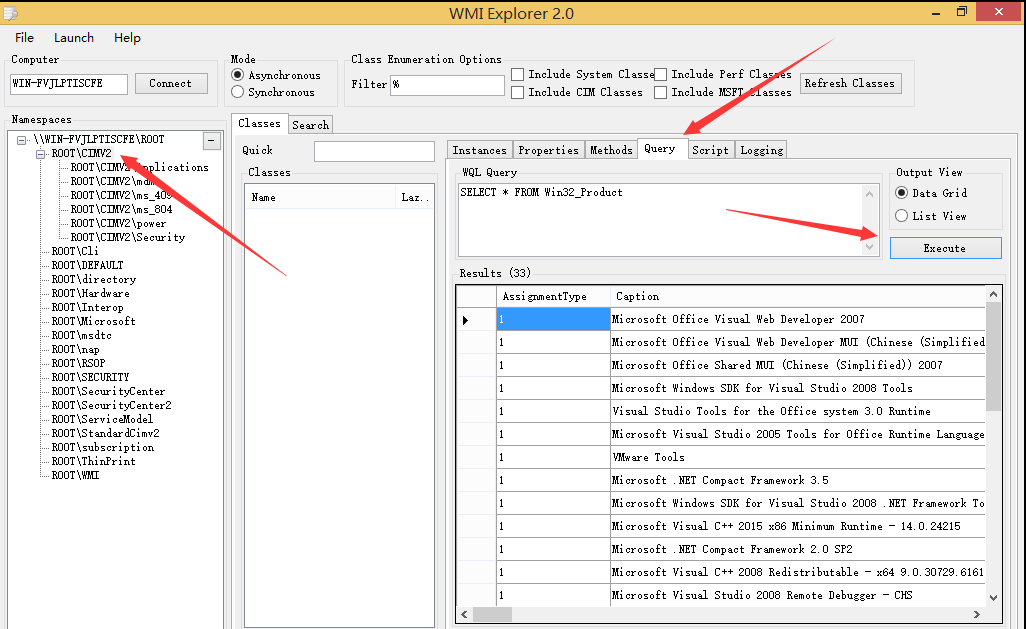 WMI Explorer 2.0
File Launch Help
Computer
WIN-FVJLPTISCFE Connect
Mode
Asynchronous
Synchronous
Class Enumeration Options
Filter %
Include System Classe Include Perf Classes
Include CIM Classes Include MSFT Classes
Refresh Classes
Namespaces
\\WIN-FVJLPTISCFE\ROOT
ROOT\CIMV2
ROOT\CIMV2\Applications
ROOT\CIMV2\mdm
ROOT\CIMV2\ms_409
ROOT\CIMV2\ms_804
ROOT\CIMV2\power
ROOT\CIMV2\Security
ROOT\Cli
ROOT\DEFAULT
ROOT\directory
ROOT\Hardware
ROOT\Interop
ROOT\Microsoft
ROOT\msdtc
ROOT\nap
ROOT\RSOP
ROOT\SECURITY
ROOT\SecurityCenter
ROOT\SecurityCenter2
ROOT\ServiceModel
ROOT\StandardCimv2
ROOT\subscription
ROOT\ThinPrint
ROOT\WMI
Classes Search
Quick
Classes
Name Laz..
Instances Properties Methods Query Script Logging
WQL Query
SELECT * FROM Win32_Product
Output View
Data Grid
List View
Execute
Results (33)
AssignmentType Caption
1 Microsoft Office Visual Web Developer 2007
1 Microsoft Office Visual Web Developer MUI (Chinese (Simplified
1 Microsoft Office Shared MUI (Chinese (Simplified)) 2007
1 Microsoft Windows SDK for Visual Studio 2008 Tools
1 Visual Studio Tools for the Office system 3.0 Runtime
1 Microsoft Visual Studio 2005 Tools for Office Runtime Language
1 VMware Tools
1 Microsoft .NET Compact Framework 3.5
1 Microsoft Windows SDK for Visual Studio 2008 .NET Framework To
1 Microsoft Visual C++ 2015 x86 Minimum Runtime - 14.0.24215
1 Microsoft .NET Compact Framework 2.0 SP2
1 Microsoft Visual C++ 2008 Redistributable - x64 9.0.30729.6161
1 Microsoft Visual Studio 2008 Remote Debugger - CHS